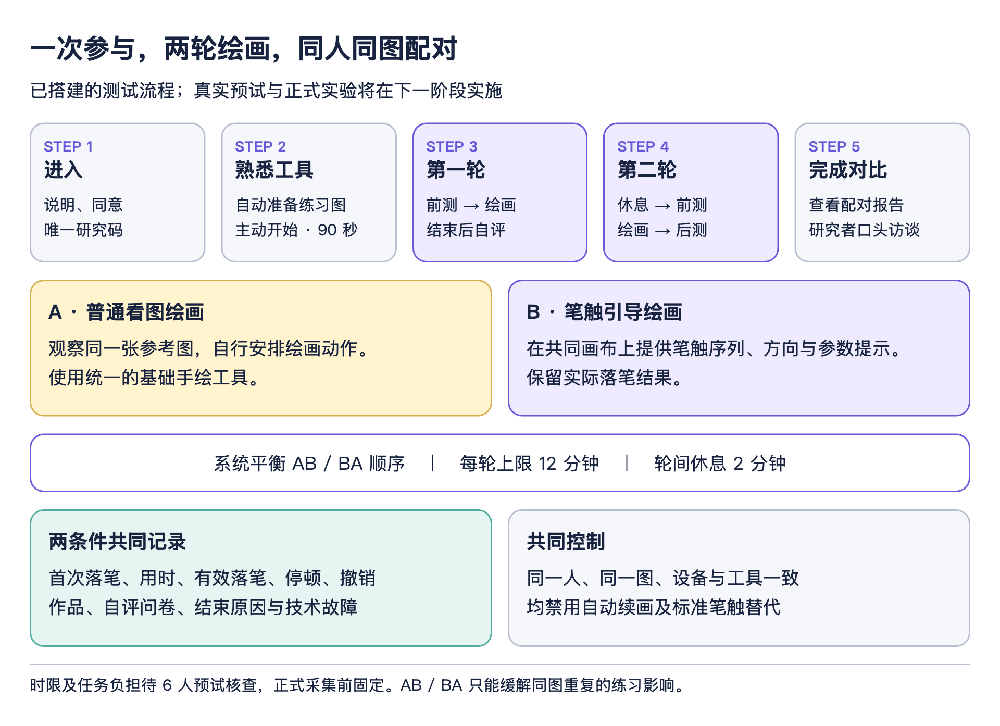 一次参与，两轮绘画，同人同图配对
已搭建的测试流程；真实预试与正式实验将在下一阶段实施
STEP 1
进入
说明、同意
唯一研究码
STEP 2
熟悉工具
自动准备练习图
主动开始 · 90 秒
STEP 3
第一轮
前测 → 绘画
结束后自评
STEP 4
第二轮
休息 → 前测
绘画 → 后测
STEP 5
完成对比
查看配对报告
研究者口头访谈
A · 普通看图绘画
观察同一张参考图，自行安排绘画动作。
使用统一的基础手绘工具。
B · 笔触引导绘画
在共同画布上提供笔触序列、方向与参数提示。
保留实际落笔结果。
系统平衡 AB / BA 顺序 | 每轮上限 12 分钟 | 轮间休息 2 分钟
两条件共同记录
首次落笔、用时、有效落笔、停顿、撤销
作品、自评问卷、结束原因与技术故障
共同控制
同一人、同一图、设备与工具一致
均禁用自动续画及标准笔触替代
时限及任务负担待 6 人预试核查，正式采集前固定。AB / BA 只能缓解同图重复的练习影响。